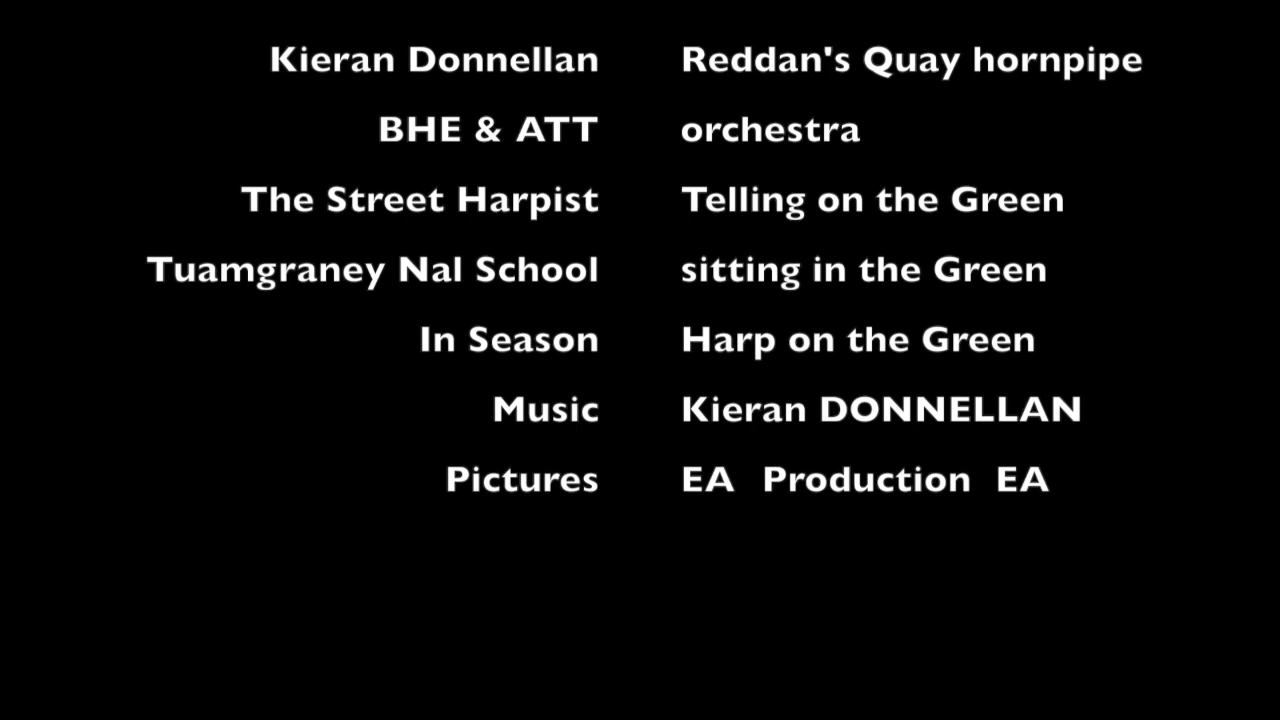 Kieran Donnellan Reddan's Quay hornpipe
BHE & ATT orchestra
The Street Harpist Telling on the Green
Tuamgraney Nal School sitting in the Green
In Season Harp on the Green
Music Kieran DONNELLAN
Pictures EA Production EA